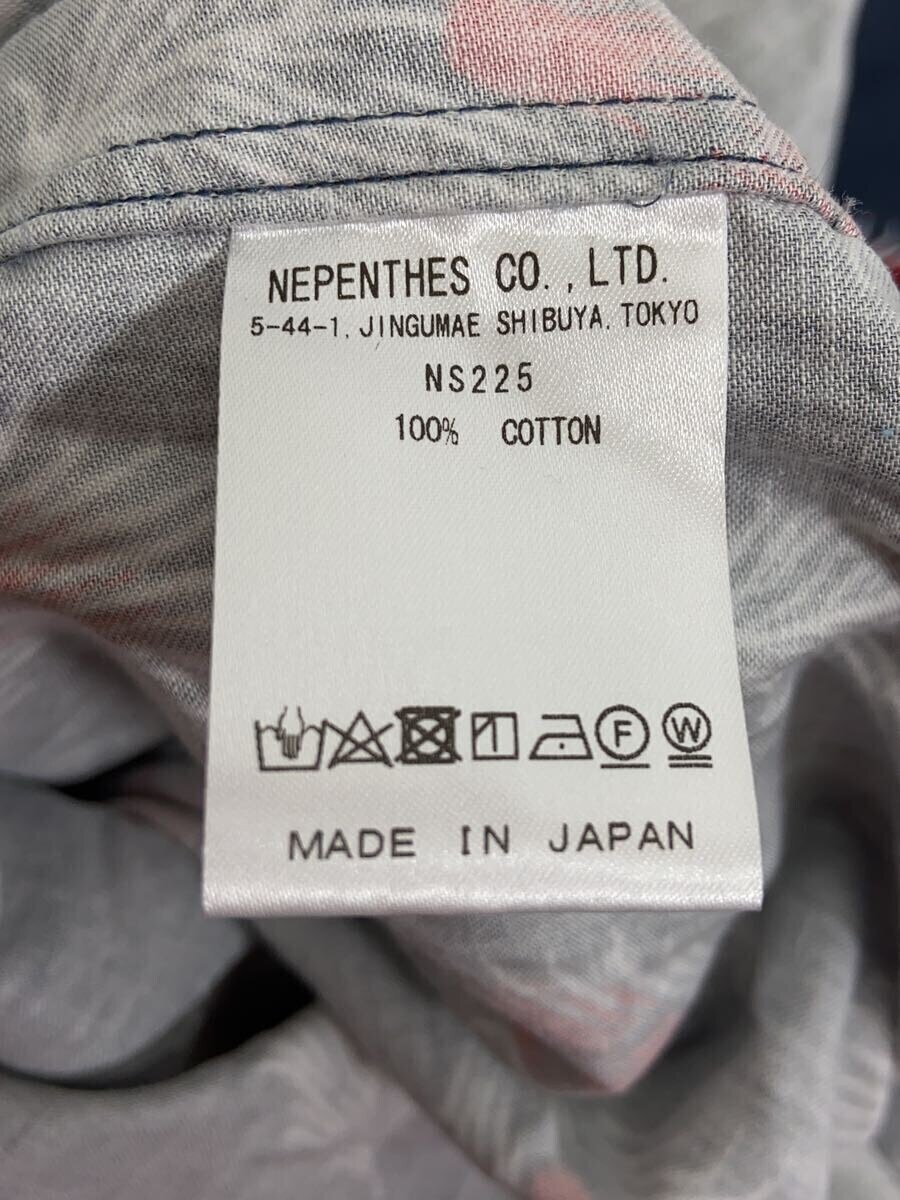 NEPENTHES CO.,LTD.
5-44-1, JINGUMAE SHIBUYA, TOKYO
NS225
100% COTTON
F W
MADE IN JAPAN